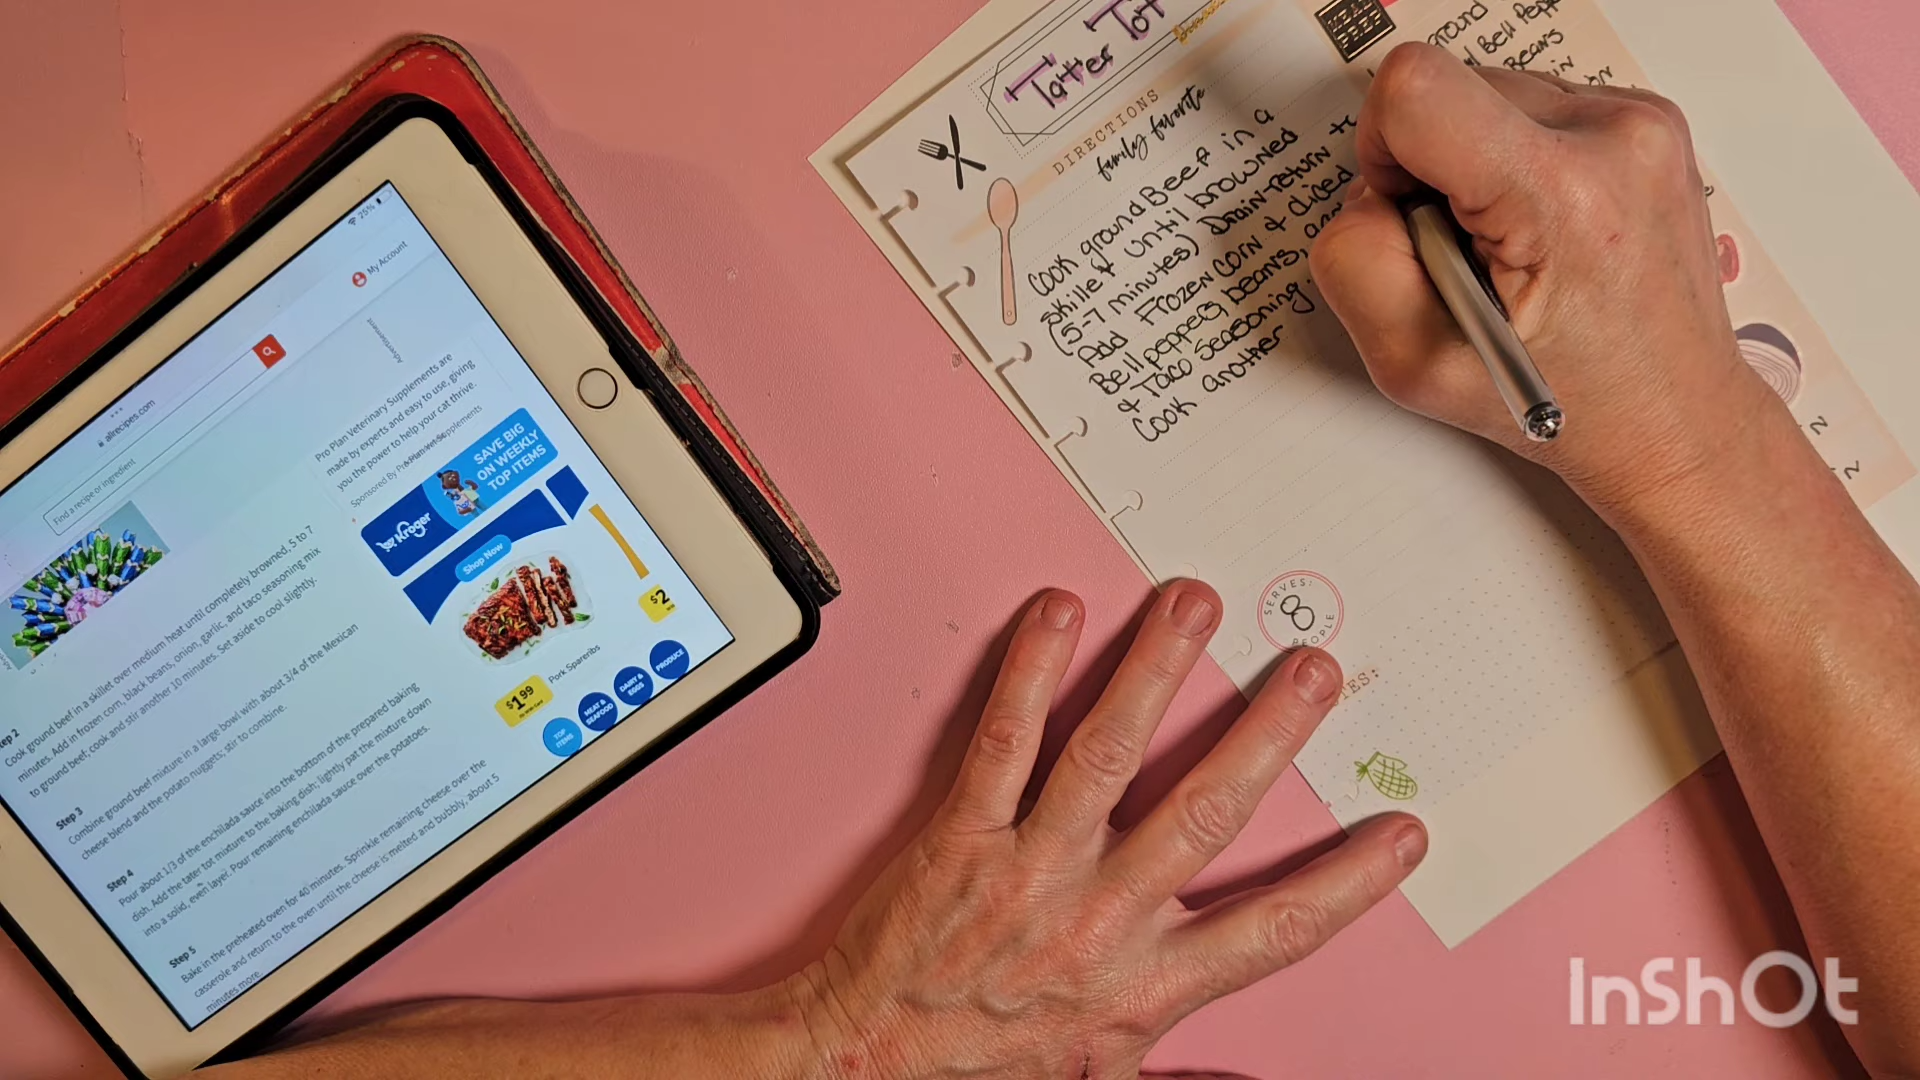 25%
My Account
allrecipes.com
Find a recipe or ingredient
Advertisement
Pro Plan Veterinary Supplements are
made by experts and easy to use, giving
you the power to help your cat thrive.
Sponsored By
KROGER
SAVE BIG
ON WEEKLY
TOP ITEMS
Shop Now
$2
$1.99
Pork Spareribs
TOP
ITEMS
MEAT &
SEAFOOD
DAIRY &
EGGS
PRODUCE
Step 2
Cook ground beef in a skillet over medium heat until completely browned, 5 to 7
minutes. Add in frozen corn, black beans, onion, garlic, and taco seasoning mix
to ground beef; cook and stir another 10 minutes. Set aside to cool slightly.
Step 3
Combine ground beef mixture in a large bowl with about 3/4 of the Mexican
cheese blend and the potato nuggets; stir to combine.
Step 4
Pour about 1/3 of the enchilada sauce into the bottom of the prepared baking
dish. Add the tater tot mixture to the baking dish; lightly pat the mixture down
into a solid, even layer. Pour remaining enchilada sauce over the potatoes.
Step 5
Bake in the preheated oven for 40 minutes. Sprinkle remaining cheese over the
casserole and return to the oven until the cheese is melted and bubbly, about 5
minutes more.
Tater Tot
DIRECTIONS
family favorite
Cook ground Beef in a
skillet until browned
(5-7 minutes) Drain-return
Add Frozen corn & diced
Bell peppers, beans,
& Taco seasoning.
Cook another
SERVES:
8
PEOPLE
MEAL
PREP
ground
Bell Pepp
Beans
InShOt